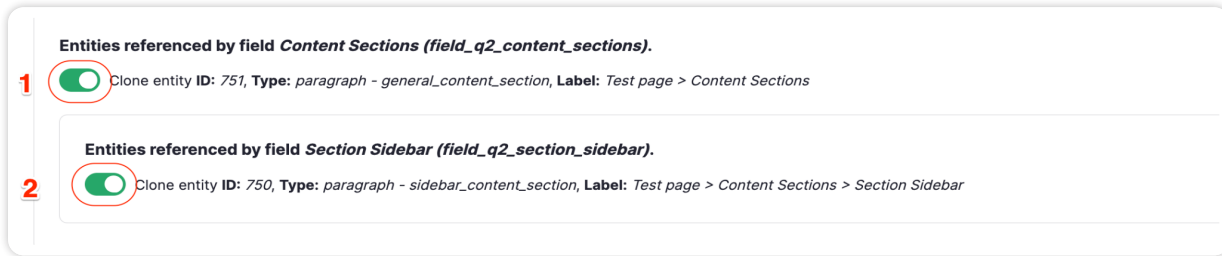 Entities referenced by field Content Sections (field_q2_content_sections).
1 Clone entity ID: 751, Type: paragraph - general_content_section, Label: Test page > Content Sections
Entities referenced by field Section Sidebar (field_q2_section_sidebar).
2 Clone entity ID: 750, Type: paragraph - sidebar_content_section, Label: Test page > Content Sections > Section Sidebar